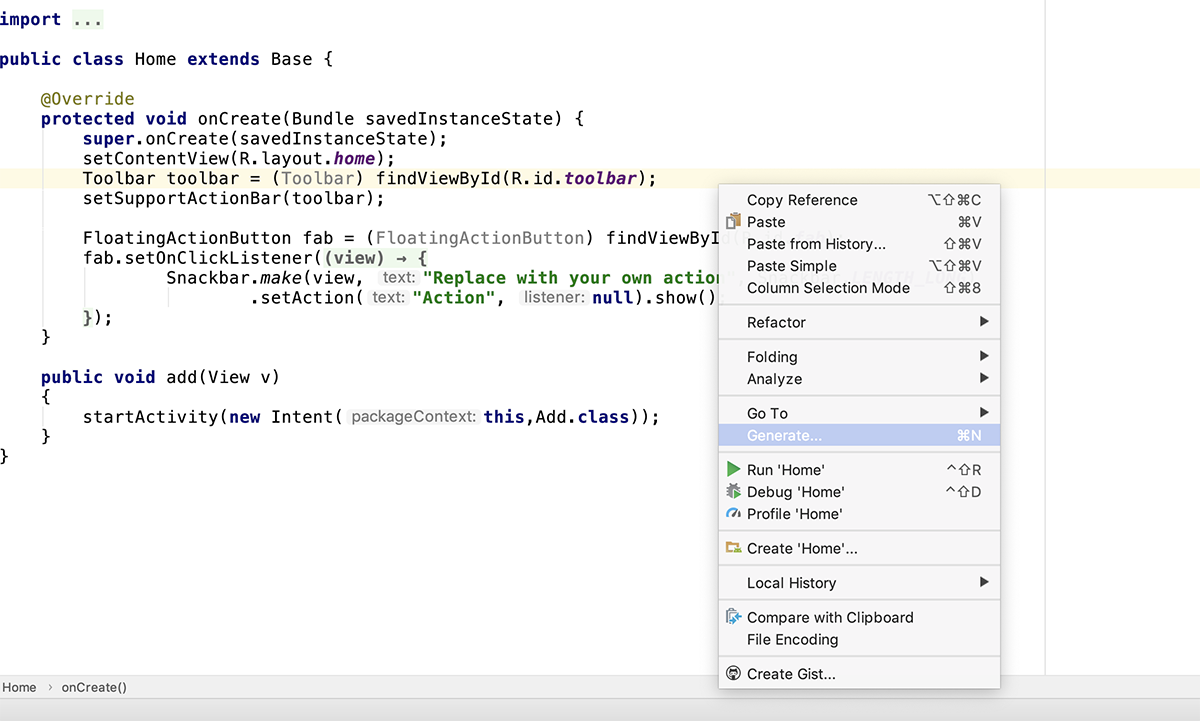 import ...
public class Home extends Base {
@Override
protected void onCreate(Bundle savedInstanceState) {
super.onCreate(savedInstanceState);
setContentView(R.layout.home);
Toolbar toolbar = (Toolbar) findViewById(R.id.toolbar);
setSupportActionBar(toolbar);
FloatingActionButton fab = (FloatingActionButton) findViewById
fab.setOnClickListener((view) → {
Snackbar.make(view, text: "Replace with your own action
.setAction( text: "Action", listener: null).show()
});
}
public void add(View v)
{
startActivity(new Intent( packageContext: this,Add.class));
}
}
Copy Reference ⌥⇧⌘C
Paste ⌘V
Paste from History... ⇧⌘V
Paste Simple ⌥⇧⌘V
Column Selection Mode ⇧⌘8
Refactor
Folding
Analyze
Go To
Generate... ⌘N
Run 'Home' ^⇧R
Debug 'Home' ^⇧D
Profile 'Home'
Create 'Home'...
Local History
Compare with Clipboard
File Encoding
Create Gist...
Home › onCreate()